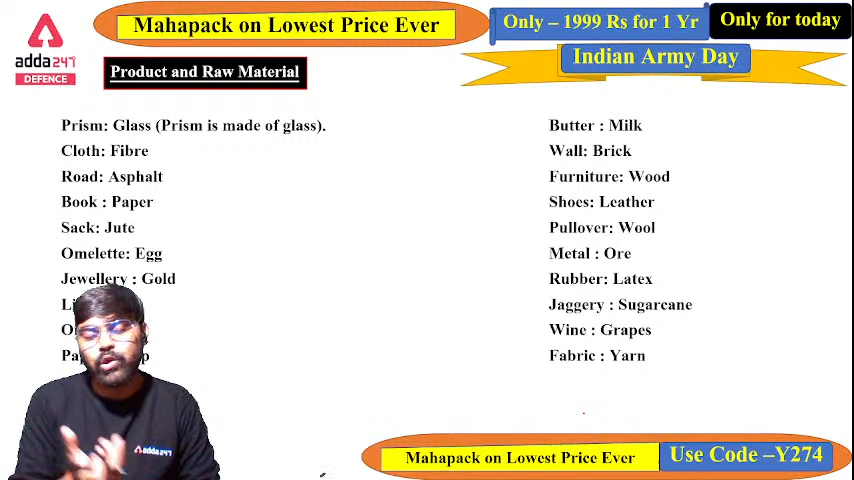 Mahapack on Lowest Price Ever
Only – 1999 Rs for 1 Yr
Only for today
adda247
DEFENCE
Product and Raw Material
Indian Army Day
Prism: Glass (Prism is made of glass).
Cloth: Fibre
Road: Asphalt
Book : Paper
Sack: Jute
Omelette: Egg
Jewellery : Gold
Butter : Milk
Wall: Brick
Furniture: Wood
Shoes: Leather
Pullover: Wool
Metal : Ore
Rubber: Latex
Jaggery : Sugarcane
Wine : Grapes
Fabric : Yarn
adda247
Mahapack on Lowest Price Ever
Use Code –Y274